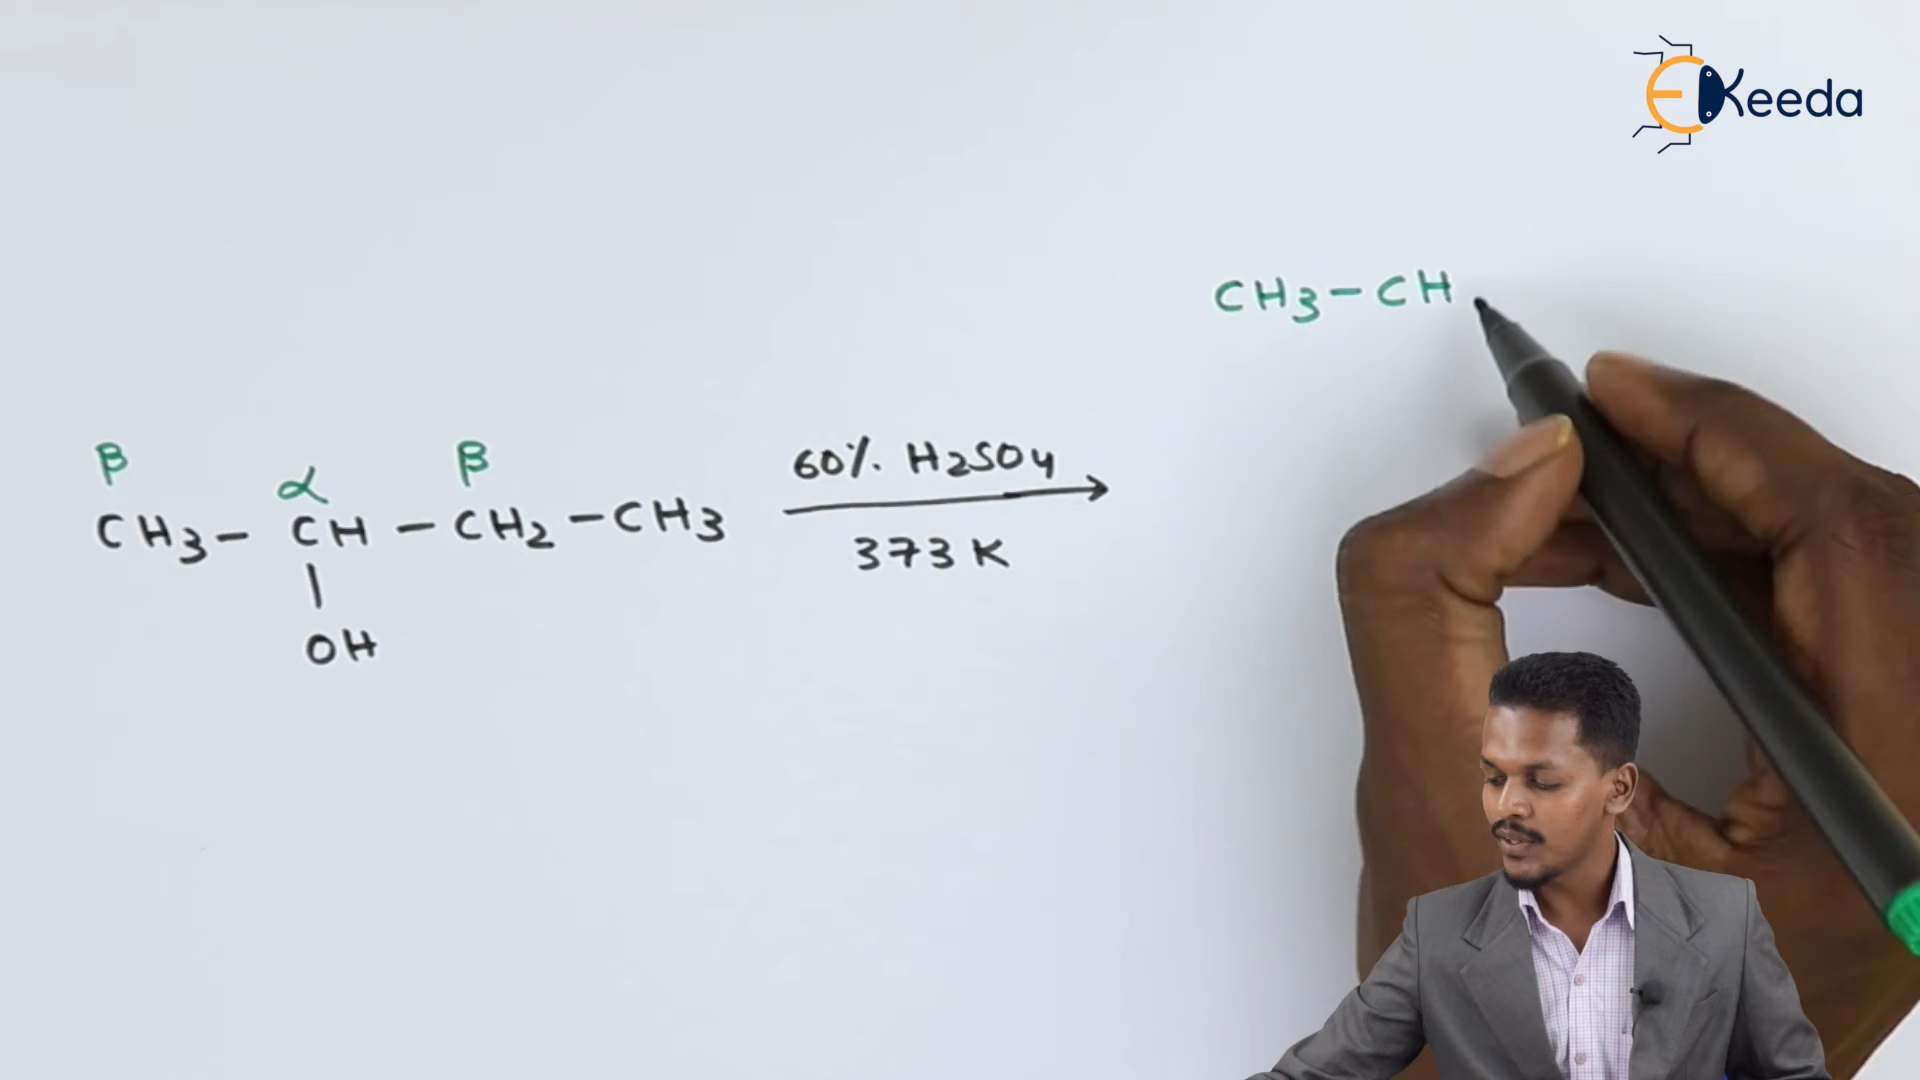 EKeeda
CH3-CH
β α β
60%. H2SO4
CH3- CH -CH2 -CH3
373 K
|
OH